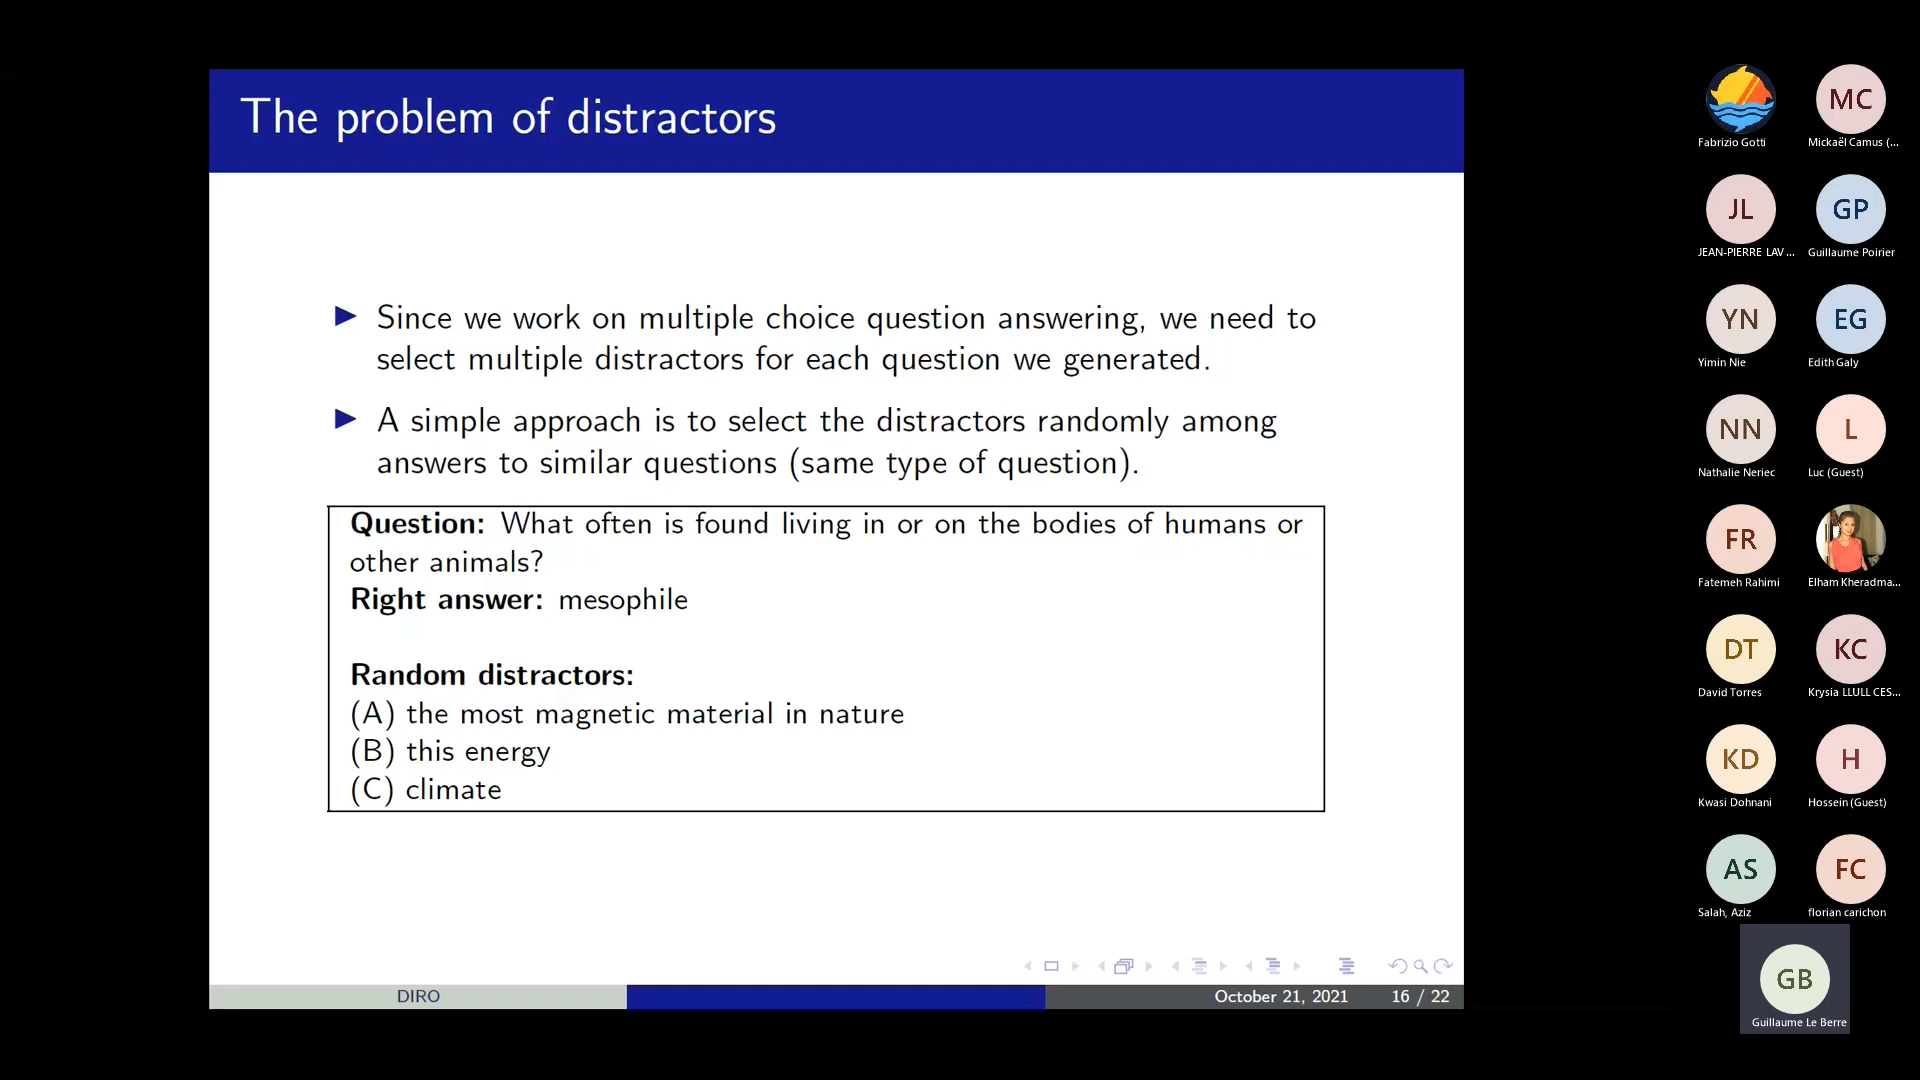 The problem of distractors
Since we work on multiple choice question answering, we need to
select multiple distractors for each question we generated.
A simple approach is to select the distractors randomly among
answers to similar questions (same type of question).
Question: What often is found living in or on the bodies of humans or
other animals?
Right answer: mesophile
Random distractors:
(A) the most magnetic material in nature
(B) this energy
(C) climate
DIRO
October 21, 2021
16 / 22
Fabrizio Gotti
MC
Mickaël Camus (...
JL
JEAN-PIERRE LAV...
GP
Guillaume Poirier
YN
Yimin Nie
EG
Edith Galy
NN
Nathalie Neriec
L
Luc (Guest)
FR
Fatemeh Rahimi
Elham Kheradma...
DT
David Torres
KC
Krysia LLULL CES...
KD
Kwasi Dohnani
H
Hossein (Guest)
AS
Salah, Aziz
FC
florian carichon
GB
Guillaume Le Berre